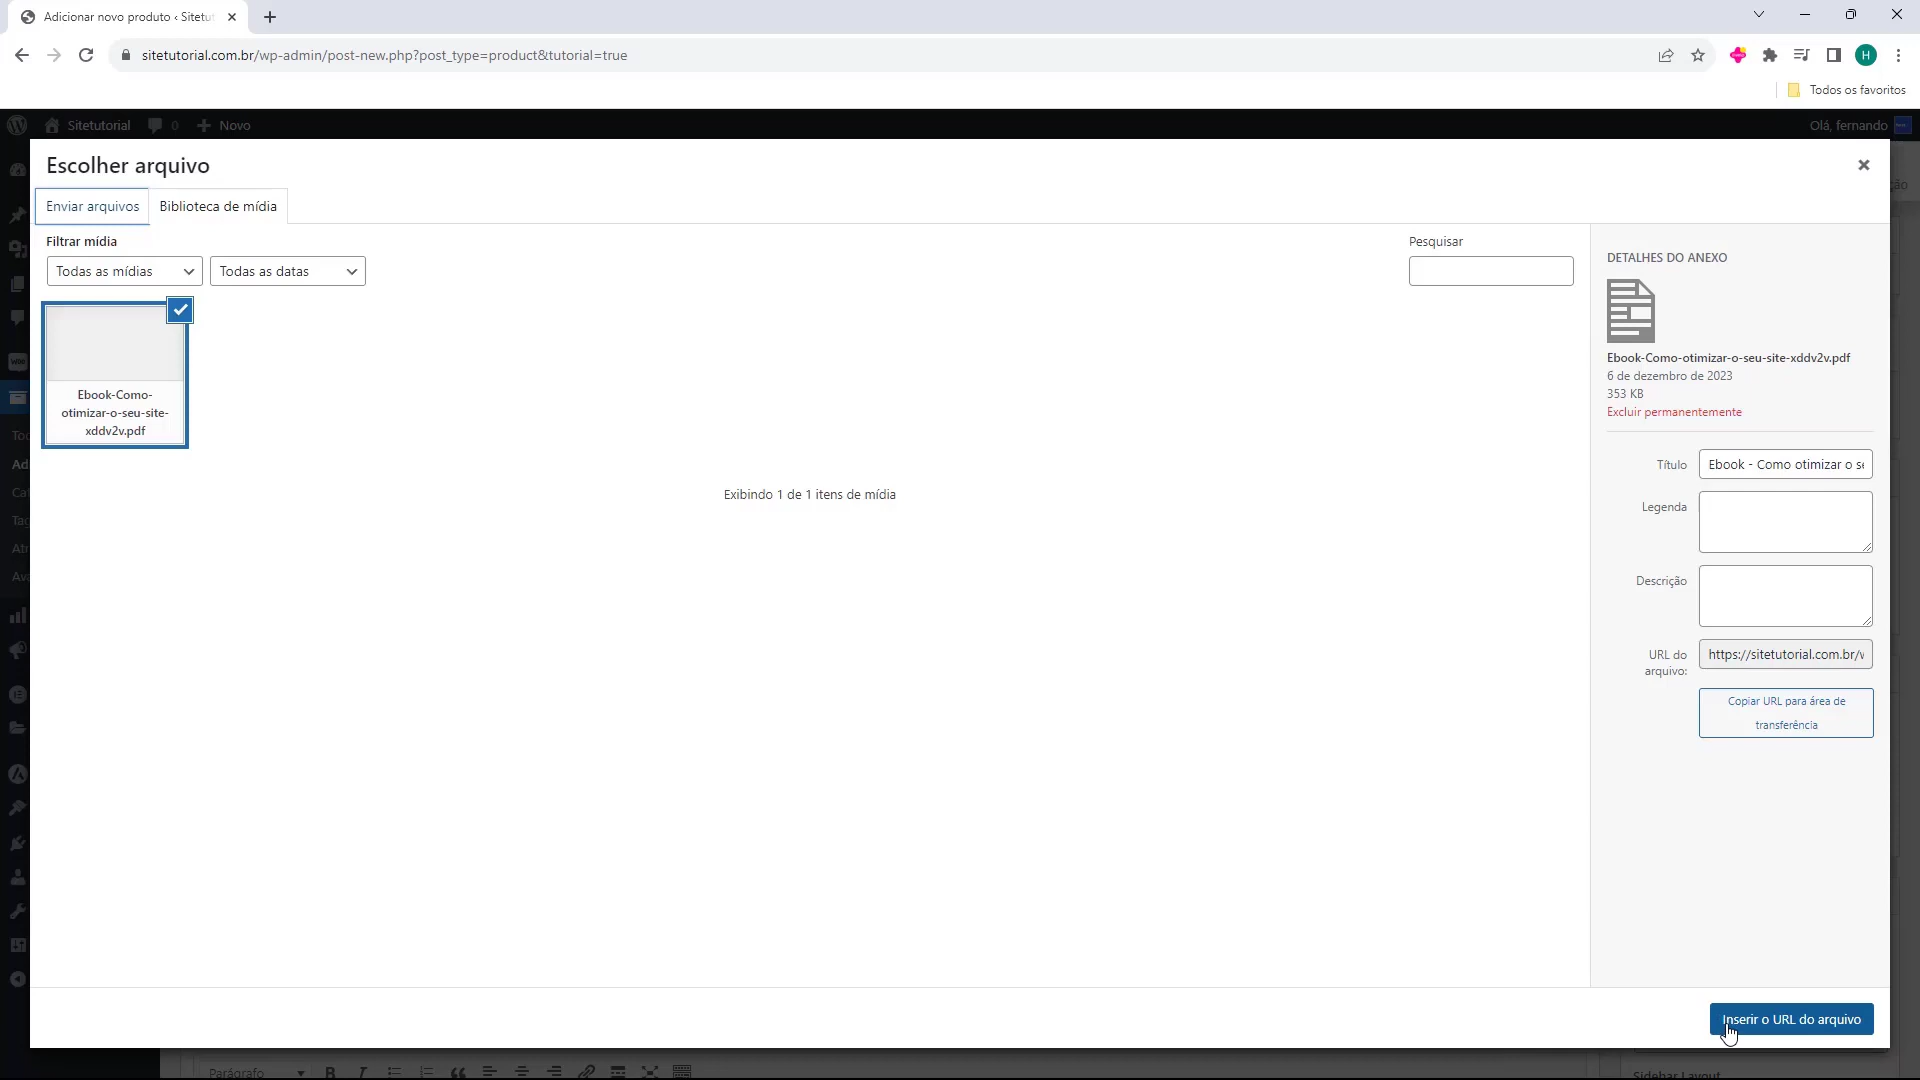 Adicionar novo produto ‹ Sitetut
sitetutorial.com.br/wp-admin/post-new.php?post_type=product&tutorial=true
H
Todos os favoritos
Sitetutorial
0
Novo
Olá, fernando
Escolher arquivo
Enviar arquivos
Biblioteca de mídia
Filtrar mídia
Pesquisar
Todas as mídias
Todas as datas
DETALHES DO ANEXO
Ebook-Como-
otimizar-o-seu-site-
xddv2v.pdf
Ebook-Como-otimizar-o-seu-site-xddv2v.pdf
6 de dezembro de 2023
353 KB
Excluir permanentemente
Título
Ebook - Como otimizar o se
Legenda
Exibindo 1 de 1 itens de mídia
Descrição
URL do
arquivo:
https://sitetutorial.com.br/w
Copiar URL para área de
transferência
Inserir o URL do arquivo
Parágrafo
Sidebar Layout